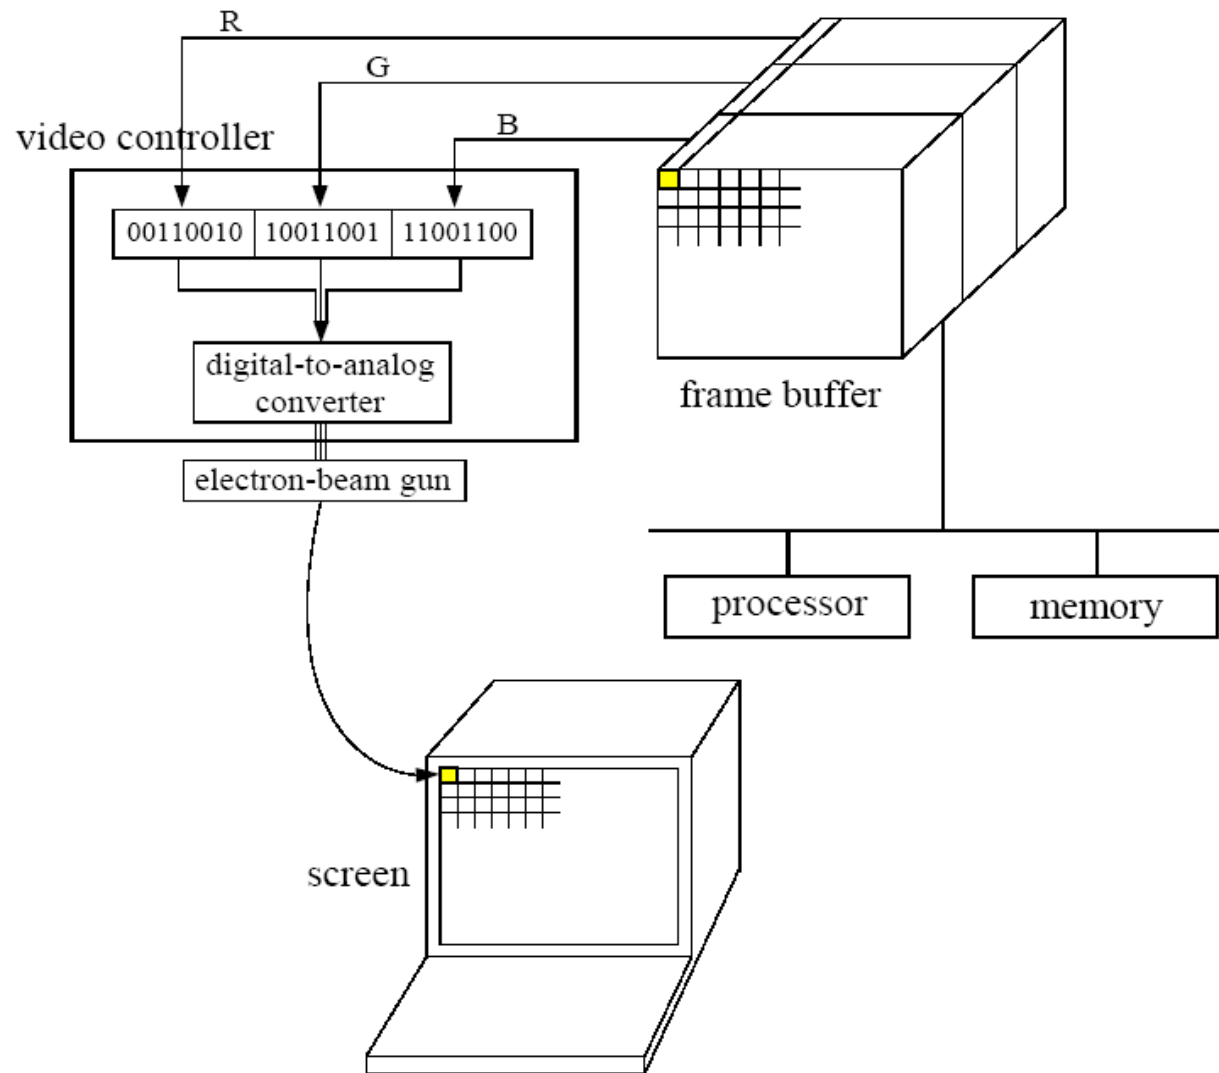 R
G
B
video controller
00110010 10011001 11001100
digital-to-analog
converter
frame buffer
electron-beam gun
processor memory
screen